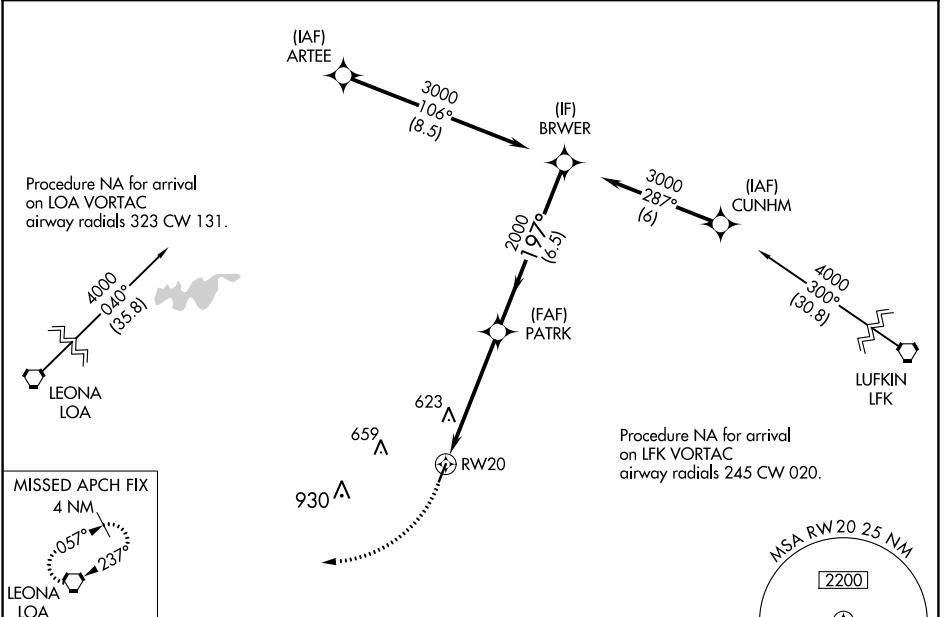 (IAF)
ARTEE
3000
106°
(8.5)
(IF)
BRWER
3000
287°
(6)
(IAF)
CUNHM
Procedure NA for arrival
on LOA VORTAC
airway radials 323 CW 131.
2000
197°
(6.5)
4000
040°
(35.8)
4000
300°
(30.8)
(FAF)
PATRK
LEONA
LOA
LUFKIN
LFK
623
659
RW20
930
Procedure NA for arrival
on LFK VORTAC
airway radials 245 CW 020.
MISSED APCH FIX
4 NM
057°
237°
LEONA
LOA
MSA RW20 25 NM
2200